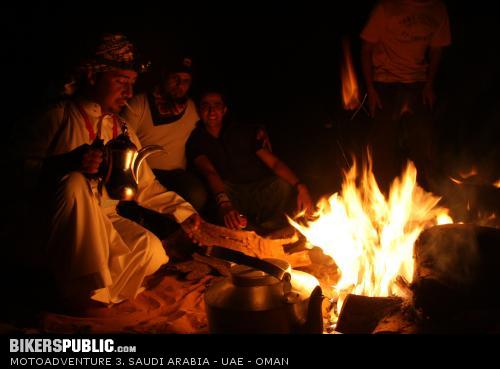 BIKERSPUBLIC.COM
MOTOADVENTURE 3. SAUDI ARABIA - UAE - OMAN